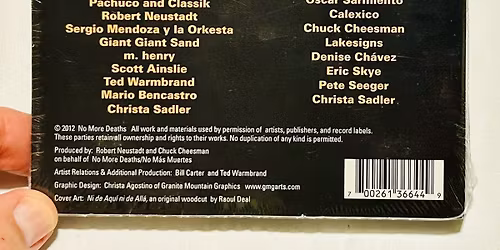 Pachuco and Classik
Robert Neustadt
Sergio Mendoza y la Orkesta
Giant Giant Sand
m. henry
Scott Ainslie
Ted Warmbrand
Mario Bencastro
Christa Sadler
Oscar Sarmiento
Calexico
Chuck Cheesman
Lakesigns
Denise Chávez
Eric Skye
Pete Seeger
Christa Sadler
© 2012 No More Deaths All work and materials used by permission of artists, publishers, and record labels.
These parties retain all ownership and rights to their works. No duplication of any kind is permitted.
Produced by: Robert Neustadt and Chuck Cheesman
on behalf of No More Deaths/No Más Muertes
Artist Relations & Additional Production: Bill Carter and Ted Warmbrand
Graphic Design: Christa Agostino of Granite Mountain Graphics www.gmgarts.com
Cover Art: Ni de Aquí ni de Allá, an original woodcut by Raoul Deal
7 00261 36644 9